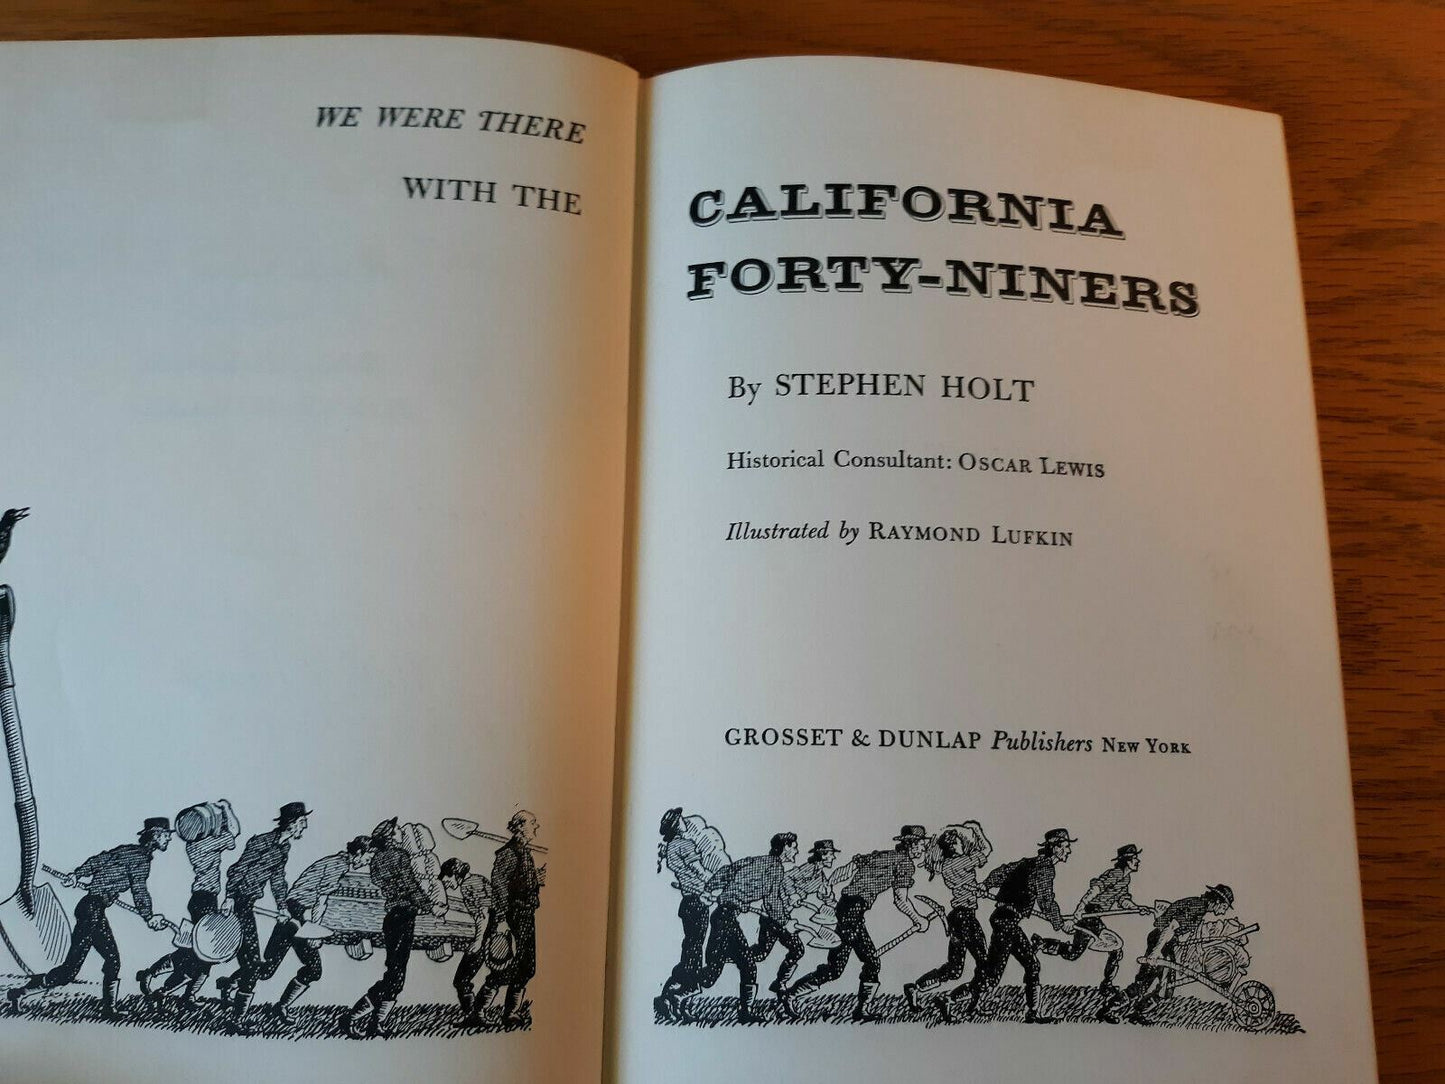 WE WERE THERE
WITH THE
CALIFORNIA
FORTY-NINERS
By STEPHEN HOLT
Historical Consultant: OSCAR LEWIS
Illustrated by RAYMOND LUFKIN
GROSSET & DUNLAP Publishers NEW YORK